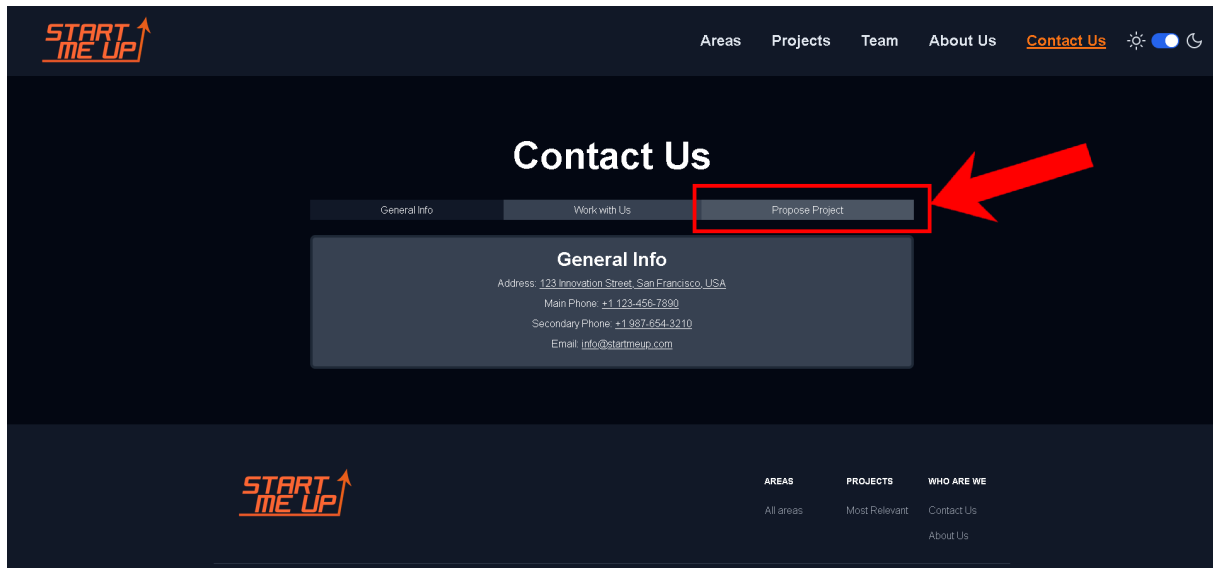 START
ME UP
Areas Projects Team About Us Contact Us
Contact Us
General Info Work with Us Propose Project
General Info
Address: 123 Innovation Street, San Francisco, USA
Main Phone: +1 123-456-7890
Secondary Phone: +1 987-654-3210
Email: info@startmeup.com
START
ME UP
AREAS PROJECTS WHO ARE WE
All areas Most Relevant Contact Us
About Us